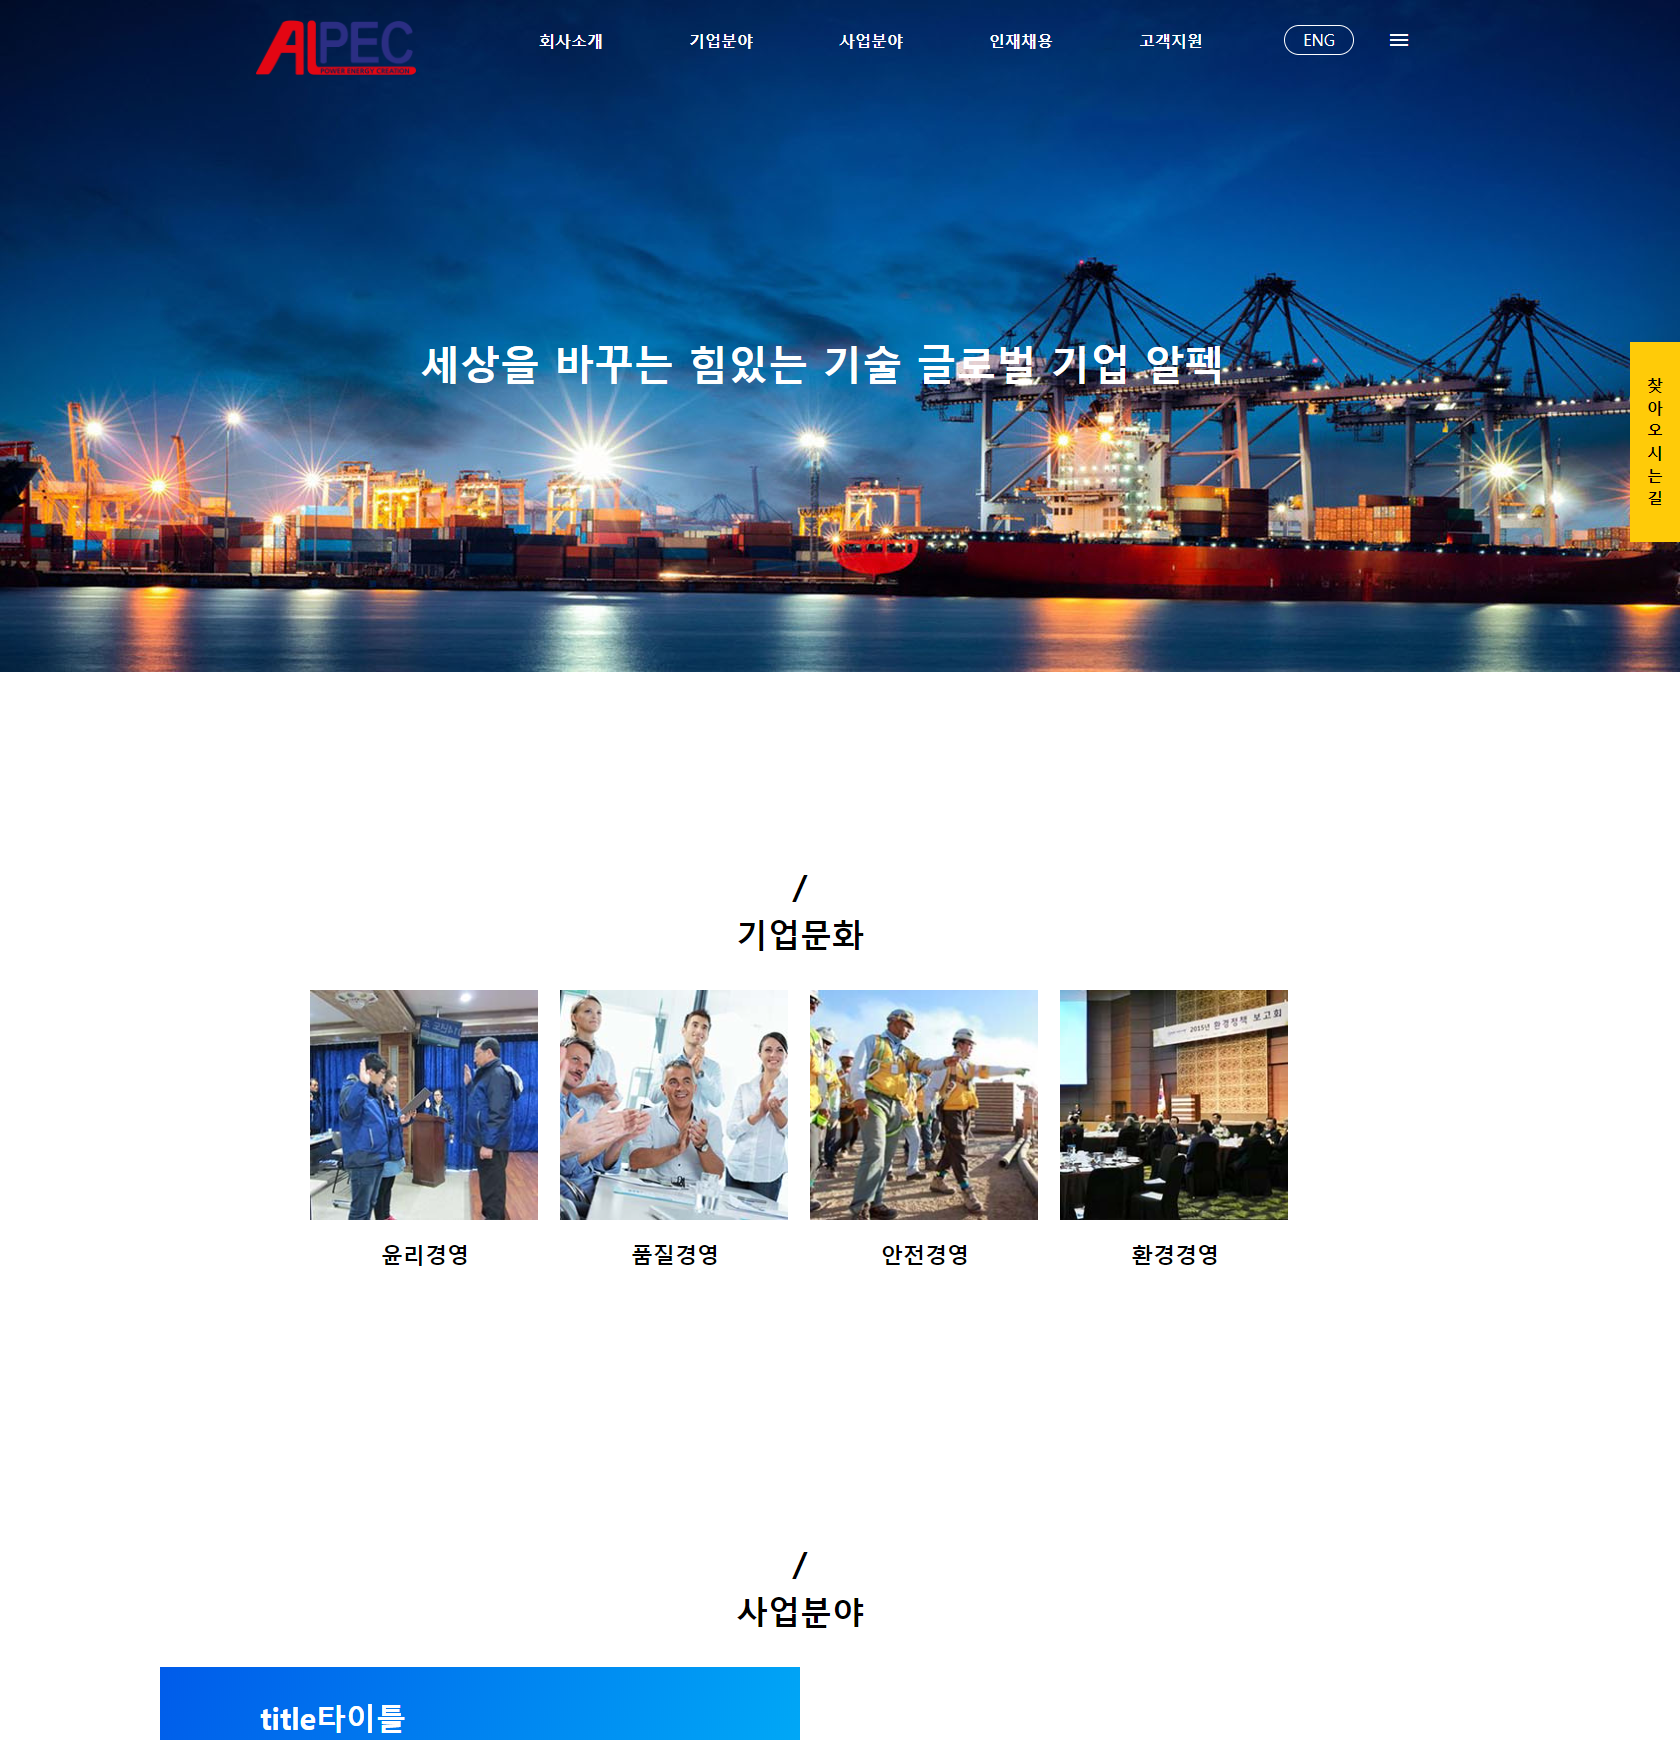 ALPEC
POWER ENERGY CREATION
회사소개
기업분야
사업분야
인재채용
고객지원
ENG
세상을 바꾸는 힘있는 기술 글로벌 기업 알펙
찾아오시는길
/
기업문화
2015년 환경정책 보고회
윤리경영
품질경영
안전경영
환경경영
/
사업분야
title타이틀